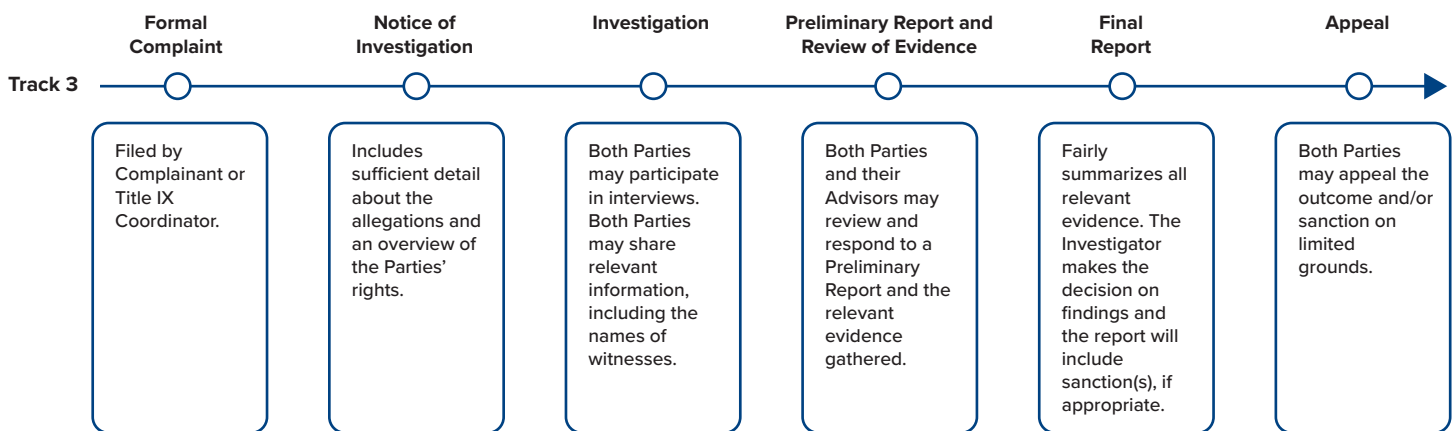 Formal
Complaint
Notice of
Investigation
Investigation
Preliminary Report and
Review of Evidence
Final
Report
Appeal
Track 3
Filed by
Complainant or
Title IX
Coordinator.
Includes
sufficient detail
about the
allegations and
an overview of
the Parties’
rights.
Both Parties
may participate
in interviews.
Both Parties
may share
relevant
information,
including the
names of
witnesses.
Both Parties
and their
Advisors may
review and
respond to a
Preliminary
Report and the
relevant
evidence
gathered.
Fairly
summarizes all
relevant
evidence. The
Investigator
makes the
decision on
findings and
the report will
include
sanction(s), if
appropriate.
Both Parties
may appeal the
outcome and/or
sanction on
limited
grounds.